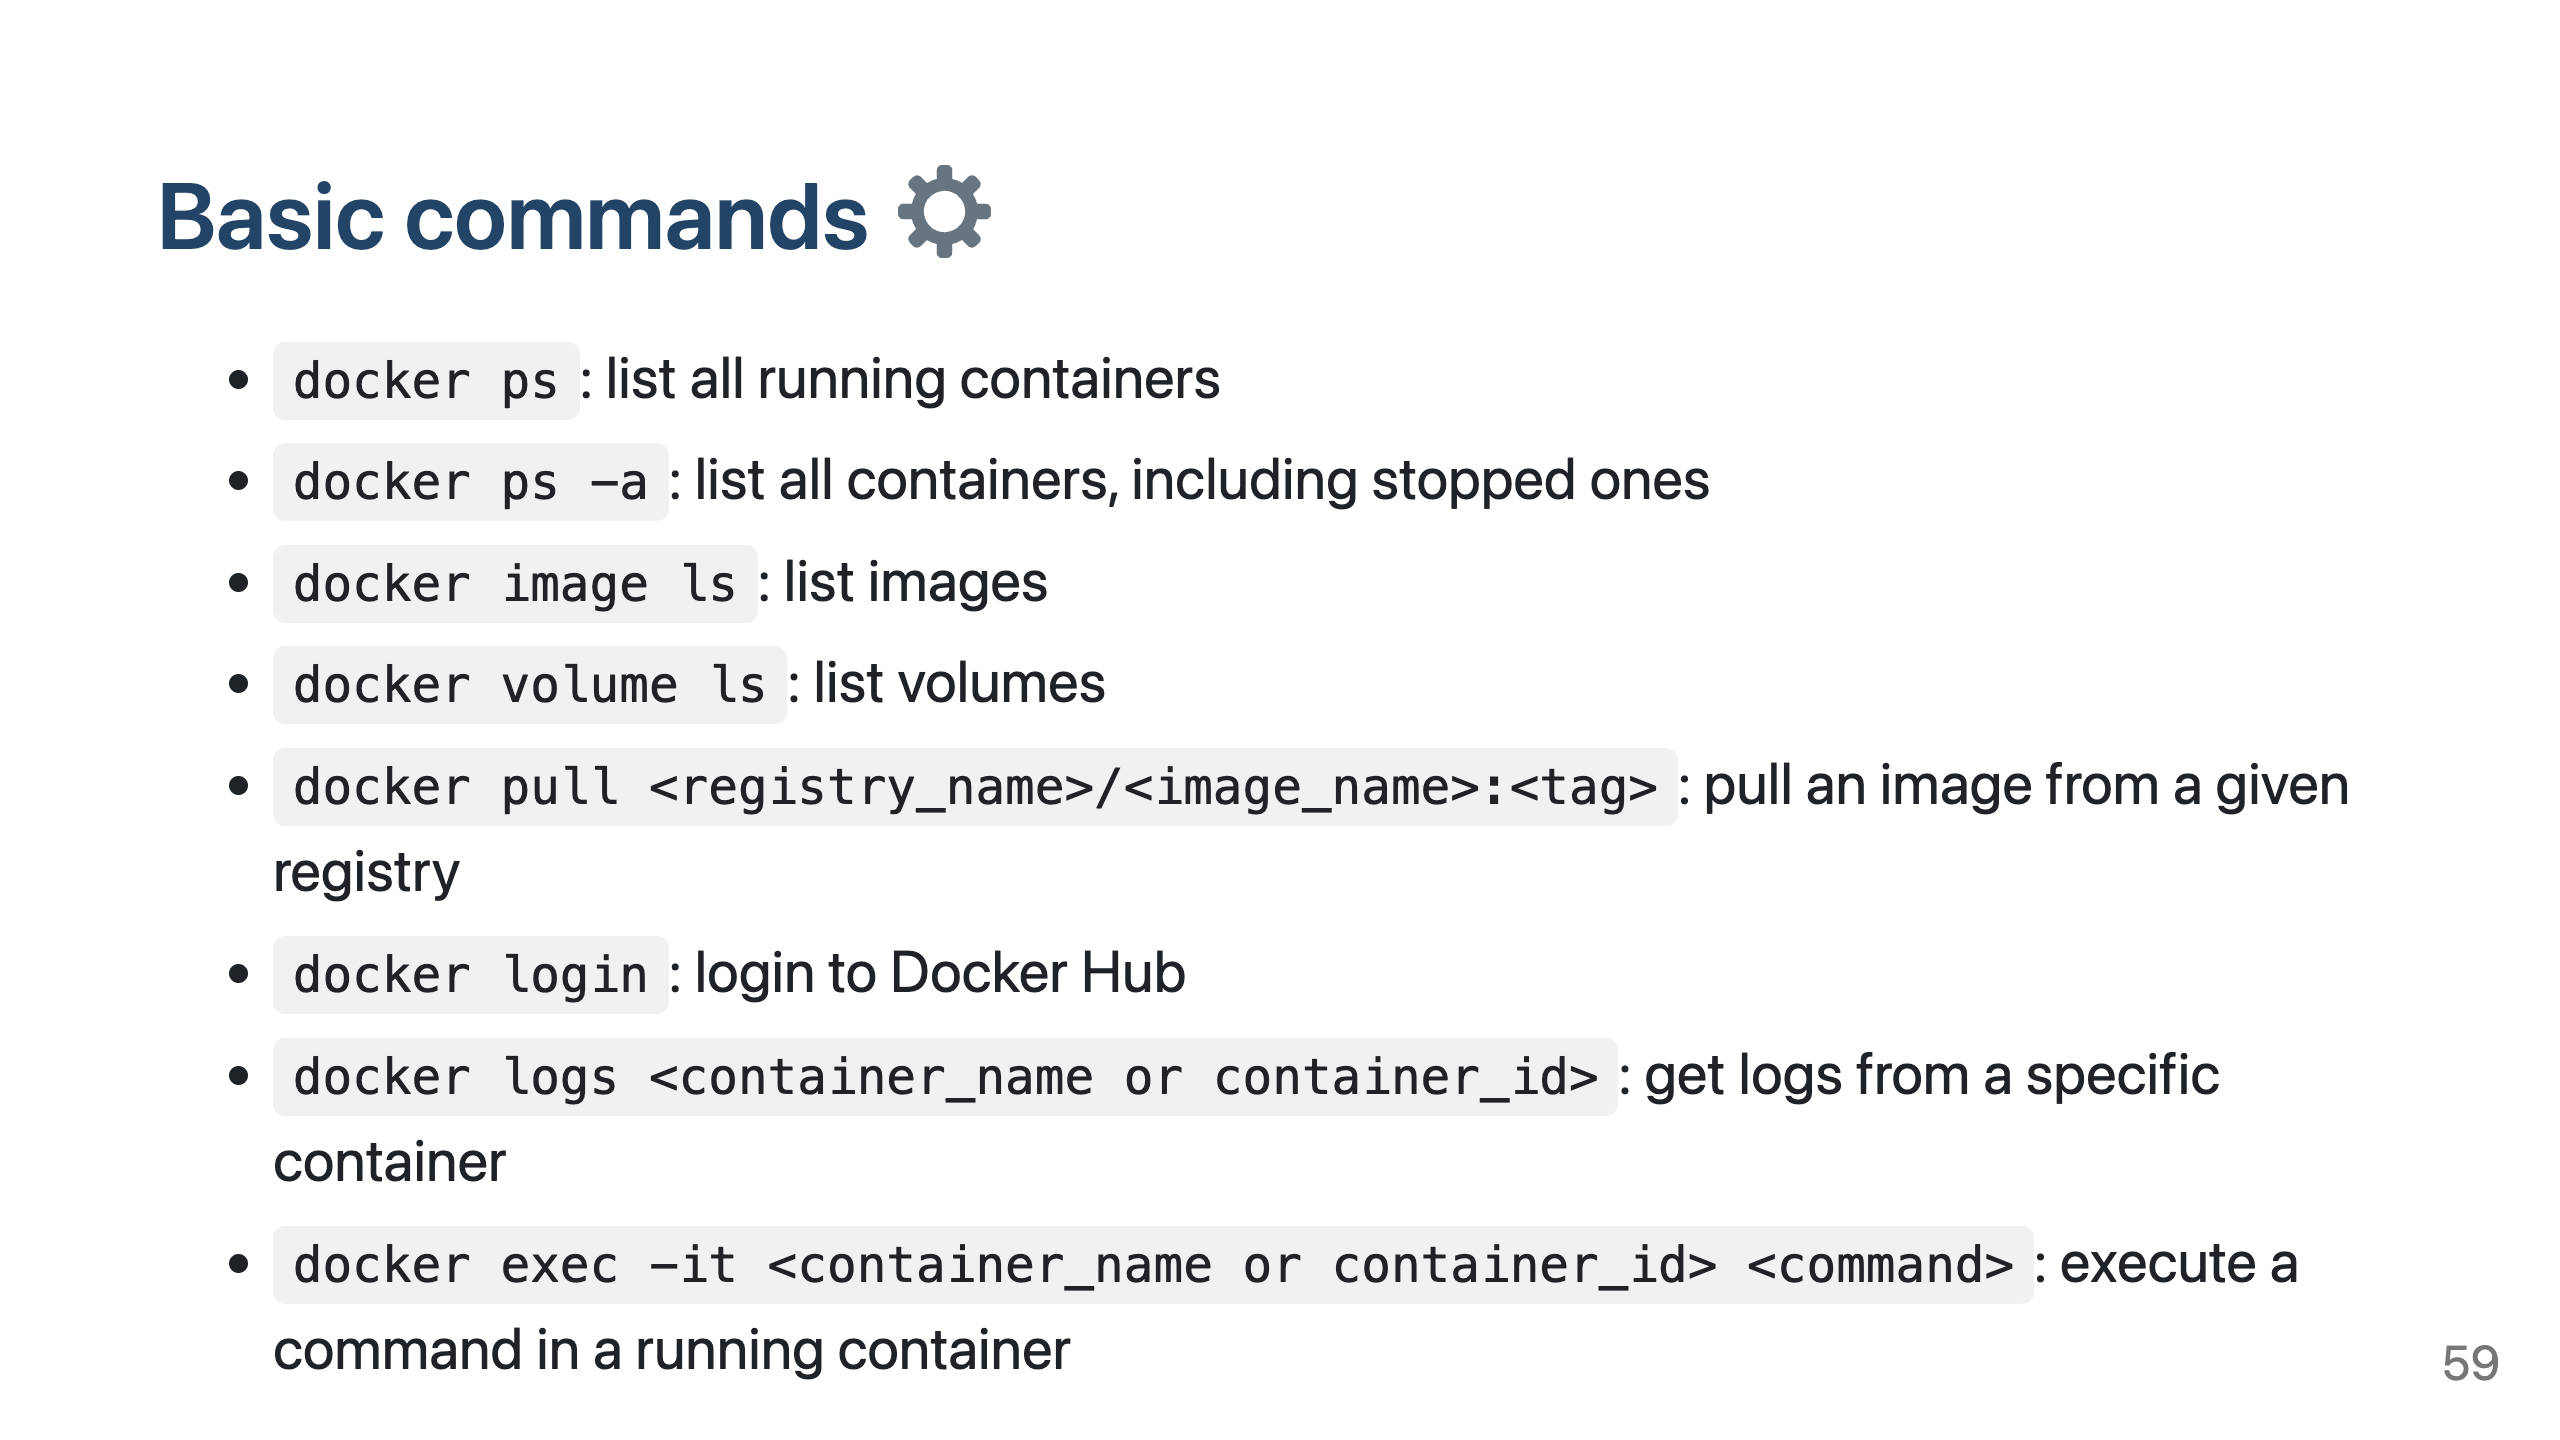 Basic commands ⚙
• docker ps : list all running containers
• docker ps -a : list all containers, including stopped ones
• docker image ls : list images
• docker volume ls : list volumes
• docker pull <registry_name>/<image_name>:<tag> : pull an image from a given
registry
• docker login : login to Docker Hub
• docker logs <container_name or container_id> : get logs from a specific
container
• docker exec -it <container_name or container_id> <command> : execute a
command in a running container
59